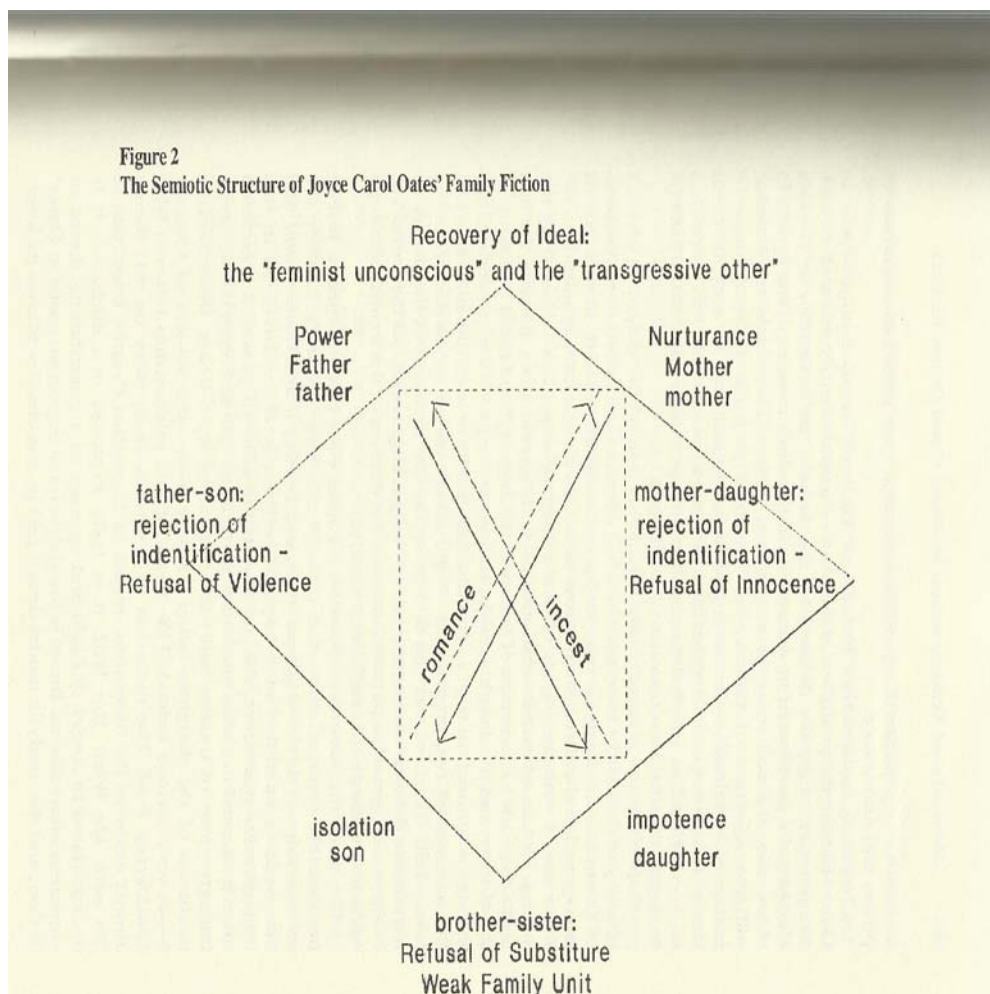 Figure 2
The Semiotic Structure of Joyce Carol Oates' Family Fiction
Recovery of Ideal:
the "feminist unconscious" and the "transgressive other"
Power
Father
father
Nurturance
Mother
mother
father-son:
rejection of
indentification -
Refusal of Violence
mother-daughter:
rejection of
indentification -
Refusal of Innocence
romance
incest
isolation
son
impotence
daughter
brother-sister:
Refusal of Substiture
Weak Family Unit